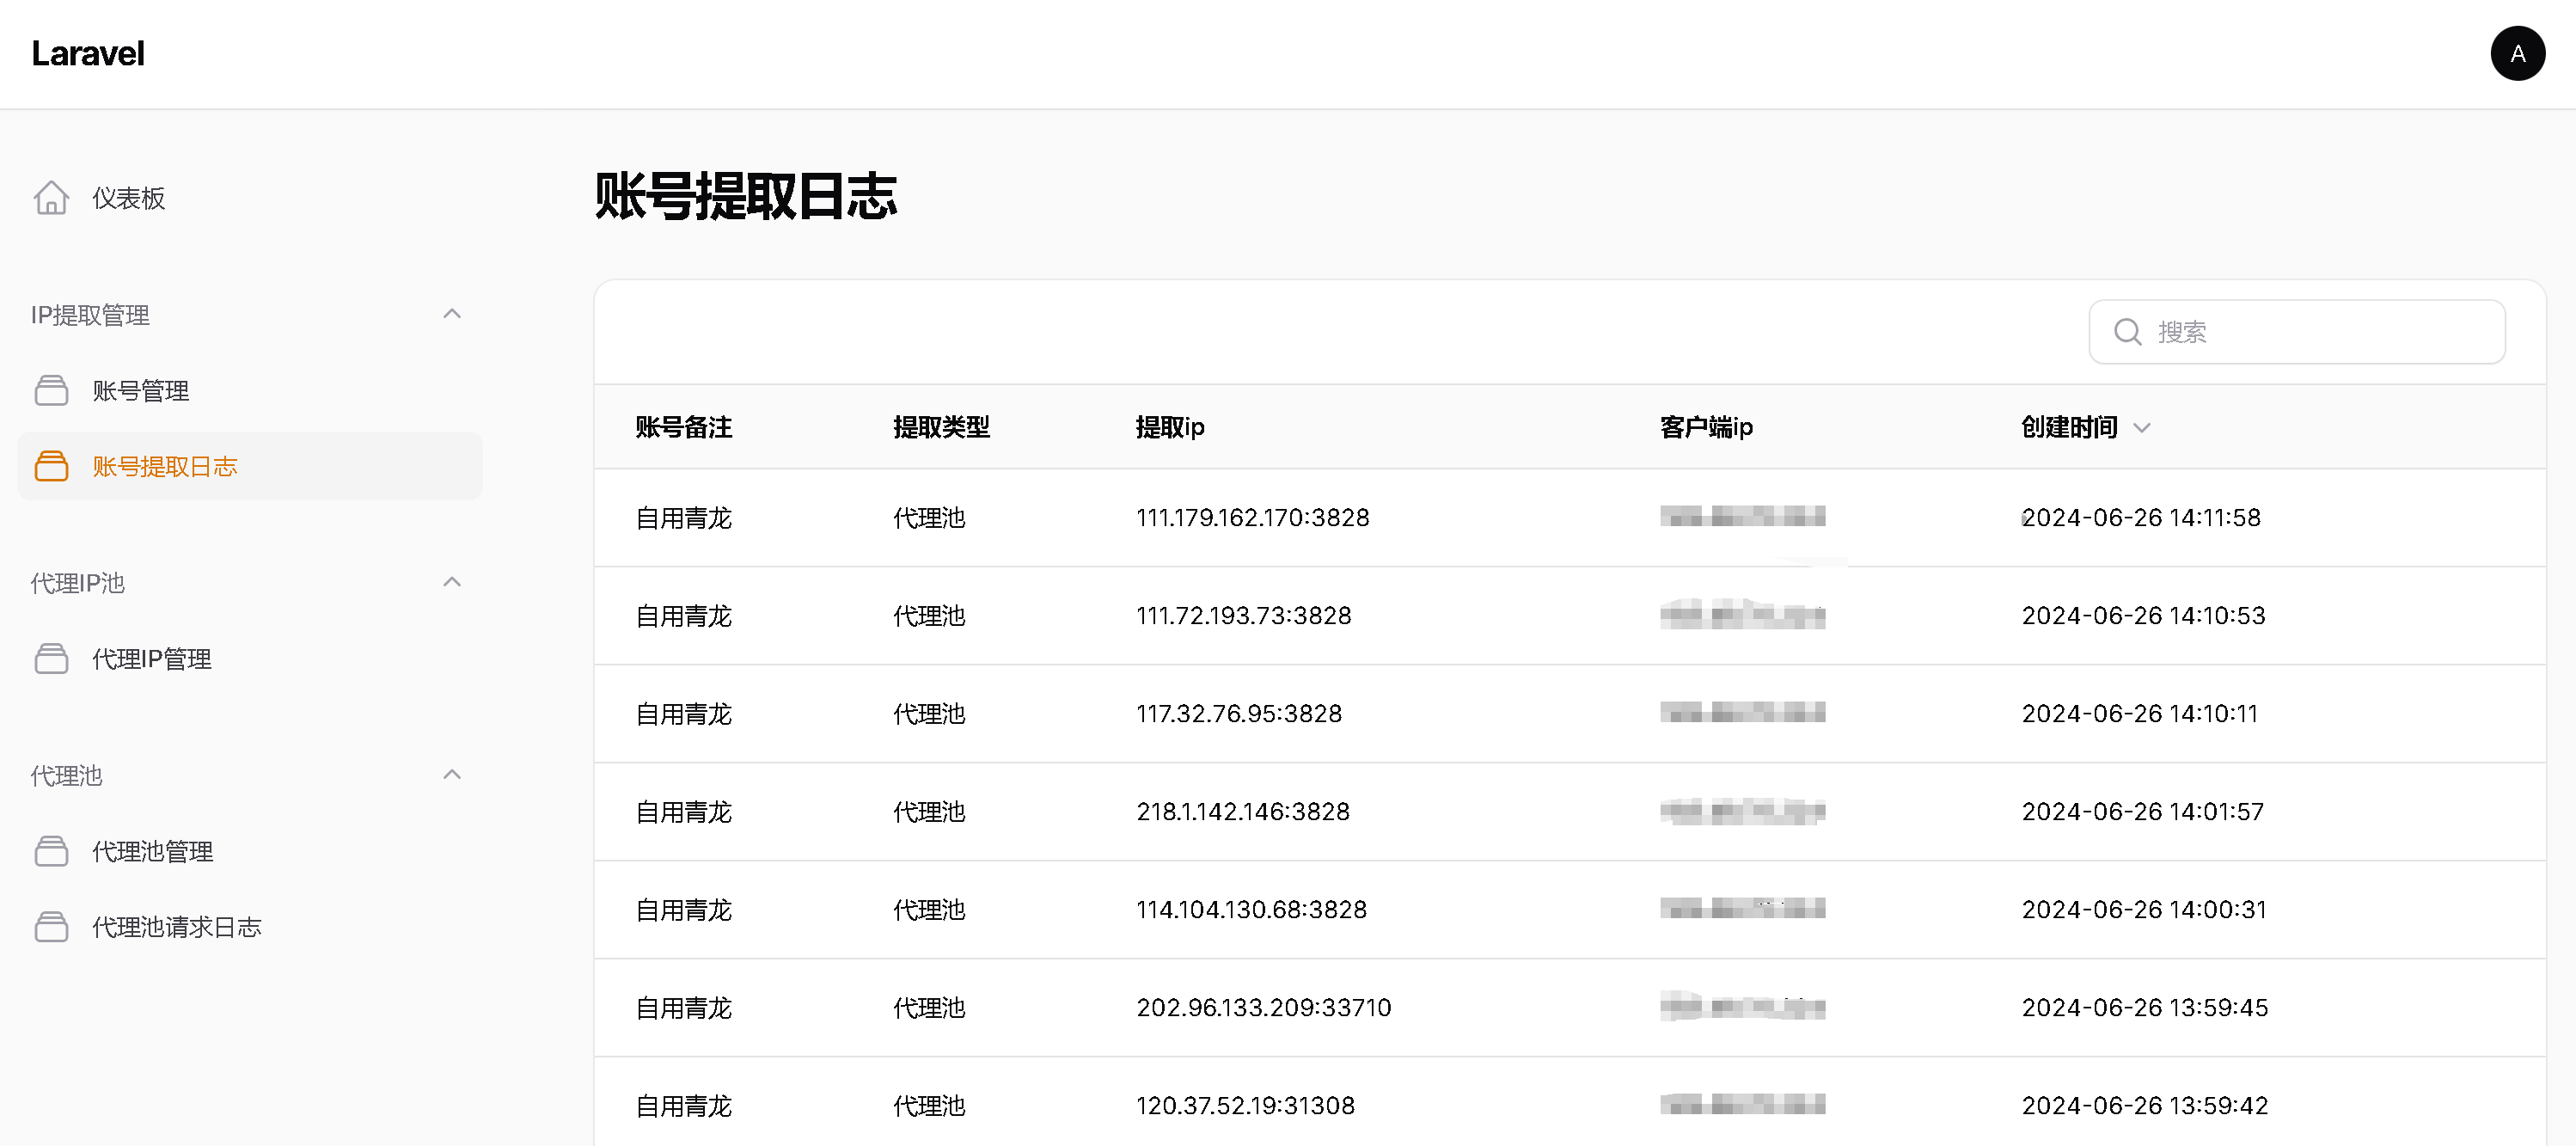 Laravel
A
仪表板
IP提取管理
账号管理
账号提取日志
代理IP池
代理IP管理
代理池
代理池管理
代理池请求日志
账号提取日志
搜索
账号备注 提取类型 提取ip 客户端ip 创建时间
自用青龙 代理池 111.179.162.170:3828 2024-06-26 14:11:58
自用青龙 代理池 111.72.193.73:3828 2024-06-26 14:10:53
自用青龙 代理池 117.32.76.95:3828 2024-06-26 14:10:11
自用青龙 代理池 218.1.142.146:3828 2024-06-26 14:01:57
自用青龙 代理池 114.104.130.68:3828 2024-06-26 14:00:31
自用青龙 代理池 202.96.133.209:33710 2024-06-26 13:59:45
自用青龙 代理池 120.37.52.19:31308 2024-06-26 13:59:42